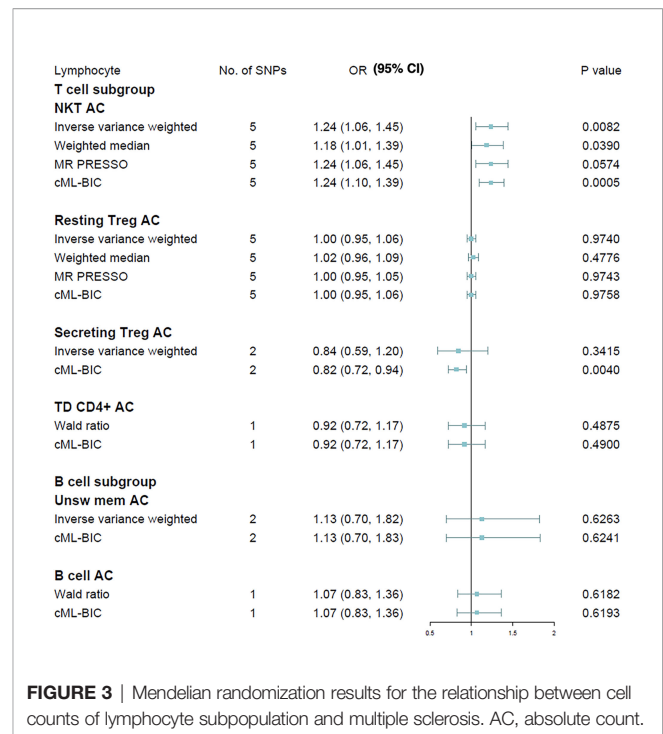 Lymphocyte No. of SNPs OR (95% CI) P value
T cell subgroup
NKT AC
Inverse variance weighted 5 1.24 (1.06, 1.45) 0.0082
Weighted median 5 1.18 (1.01, 1.39) 0.0390
MR PRESSO 5 1.24 (1.06, 1.45) 0.0574
cML-BIC 5 1.24 (1.10, 1.39) 0.0005
Resting Treg AC
Inverse variance weighted 5 1.00 (0.95, 1.06) 0.9740
Weighted median 5 1.02 (0.96, 1.09) 0.4776
MR PRESSO 5 1.00 (0.95, 1.05) 0.9743
cML-BIC 5 1.00 (0.95, 1.06) 0.9758
Secreting Treg AC
Inverse variance weighted 2 0.84 (0.59, 1.20) 0.3415
cML-BIC 2 0.82 (0.72, 0.94) 0.0040
TD CD4+ AC
Wald ratio 1 0.92 (0.72, 1.17) 0.4875
cML-BIC 1 0.92 (0.72, 1.17) 0.4900
B cell subgroup
Unsw mem AC
Inverse variance weighted 2 1.13 (0.70, 1.82) 0.6263
cML-BIC 2 1.13 (0.70, 1.83) 0.6241
B cell AC
Wald ratio 1 1.07 (0.83, 1.36) 0.6182
cML-BIC 1 1.07 (0.83, 1.36) 0.6193
0.5 1 1.5 2
FIGURE 3 | Mendelian randomization results for the relationship between cell
counts of lymphocyte subpopulation and multiple sclerosis. AC, absolute count.